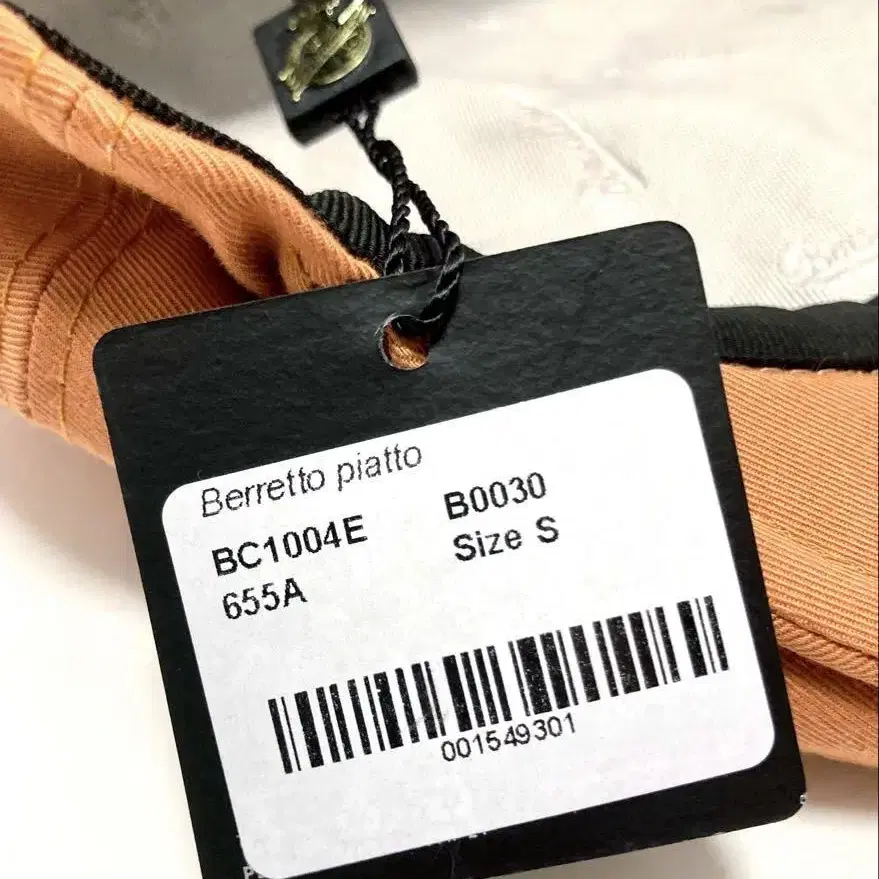 Berretto piatto
BC1004E B0030
655A Size S
001549301